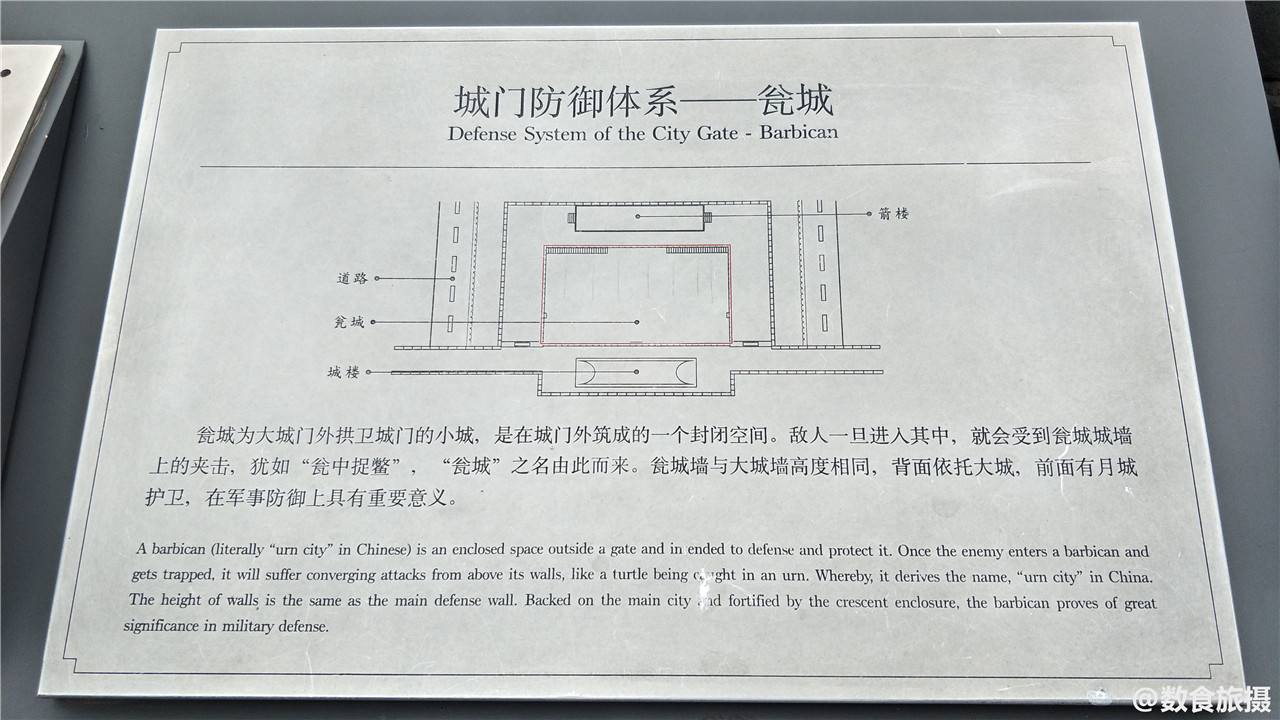 城门防御体系——瓮城
Defense System of the City Gate - Barbican
箭楼
道路
瓮城
城楼
瓮城为大城门外拱卫城门的小城，是在城门外筑成的一个封闭空间。敌人一旦进入其中，就会受到瓮城城墙
上的夹击，犹如“瓮中捉鳖”，“瓮城”之名由此而来。瓮城墙与大城墙高度相同，背面依托大城，前面有月城
护卫，在军事防御上具有重要意义。
A barbican (literally “urn city” in Chinese) is an enclosed space outside a gate and in ended to defense and protect it. Once the enemy enters a barbican and
gets trapped, it will suffer converging attacks from above its walls, like a turtle being c ught in an urn. Whereby, it derives the name, “urn city” in China.
The height of walls is the same as the main defense wall. Backed on the main city and fortified by the crescent enclosure, the barbican proves of great
significance in military defense.
@数食旅摄